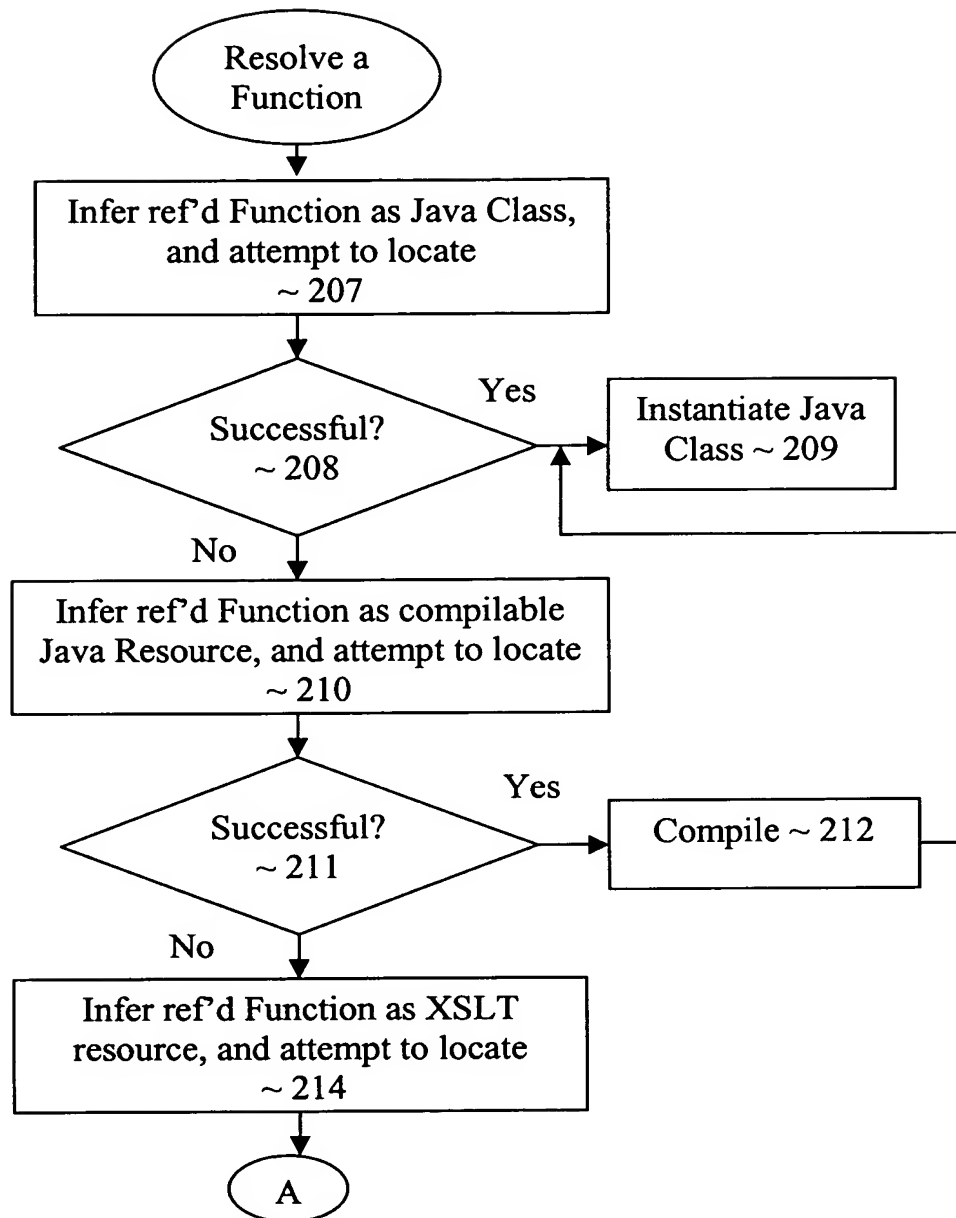 Resolve a
Function
Infer ref'd Function as Java Class,
and attempt to locate
~ 207
Successful?
~ 208
Yes
Instantiate Java
Class ~ 209
No
Infer ref'd Function as compilable
Java Resource, and attempt to locate
~ 210
Successful?
~ 211
Yes
Compile ~ 212
No
Infer ref'd Function as XSLT
resource, and attempt to locate
~ 214
A